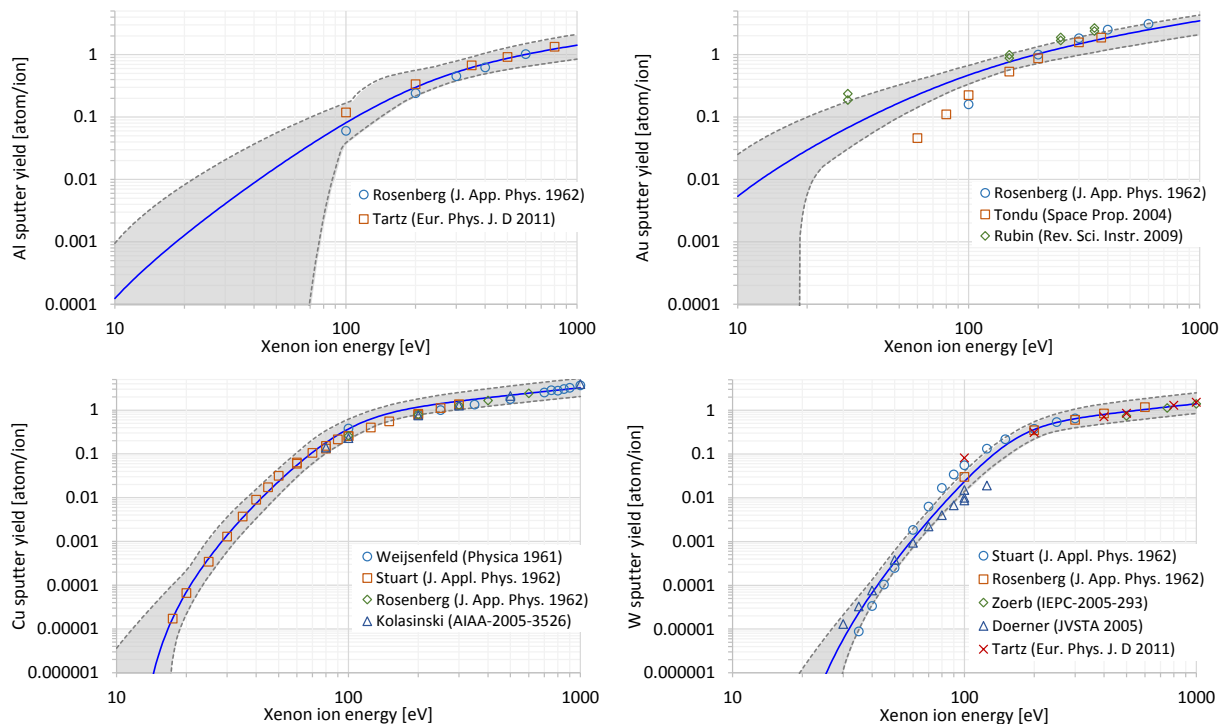 Al sputter yield [atom/ion]
1
0.1
0.01
0.001
0.0001
10
100
1000
Xenon ion energy [eV]
Rosenberg (J. App. Phys. 1962)
Tartz (Eur. Phys. J. D 2011)
Au sputter yield [atom/ion]
1
0.1
0.01
0.001
0.0001
10
100
1000
Xenon ion energy [eV]
Rosenberg (J. App. Phys. 1962)
Tondu (Space Prop. 2004)
Rubin (Rev. Sci. Instr. 2009)
Cu sputter yield [atom/ion]
1
0.1
0.01
0.001
0.0001
0.00001
0.000001
10
100
1000
Xenon ion energy [eV]
Weijsenfeld (Physica 1961)
Stuart (J. Appl. Phys. 1962)
Rosenberg (J. App. Phys. 1962)
Kolasinski (AIAA-2005-3526)
W sputter yield [atom/ion]
1
0.1
0.01
0.001
0.0001
0.00001
0.000001
10
100
1000
Xenon ion energy [eV]
Stuart (J. Appl. Phys. 1962)
Rosenberg (J. App. Phys. 1962)
Zoerb (IEPC-2005-293)
Doerner (JVSTA 2005)
Tartz (Eur. Phys. J. D 2011)